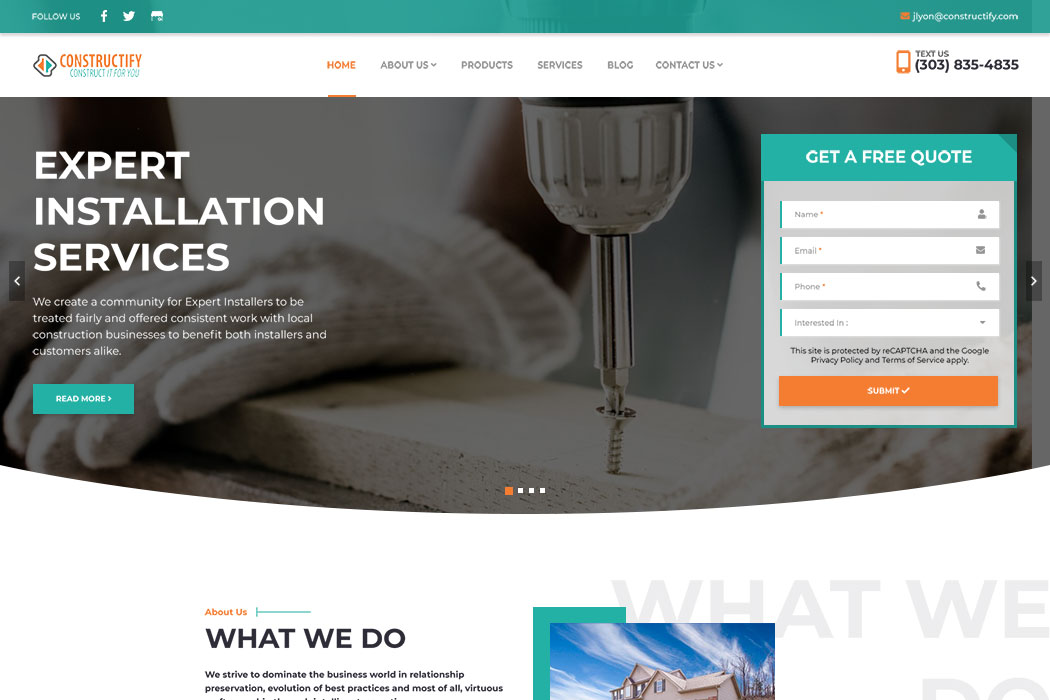 FOLLOW US
jlyon@constructify.com
CONSTRUCTIFY
CONSTRUCT IT FOR YOU
HOME
ABOUT US
PRODUCTS
SERVICES
BLOG
CONTACT US
TEXT US
(303) 835-4835
EXPERT
INSTALLATION
SERVICES
We create a community for Expert Installers to be
treated fairly and offered consistent work with local
construction businesses to benefit both installers and
customers alike.
READ MORE
GET A FREE QUOTE
Name *
Email *
Phone *
Interested In :
This site is protected by reCAPTCHA and the Google
Privacy Policy and Terms of Service apply.
SUBMIT
WHAT WE
DO
About Us
WHAT WE DO
We strive to dominate the business world in relationship
preservation, evolution of best practices and most of all, virtuous